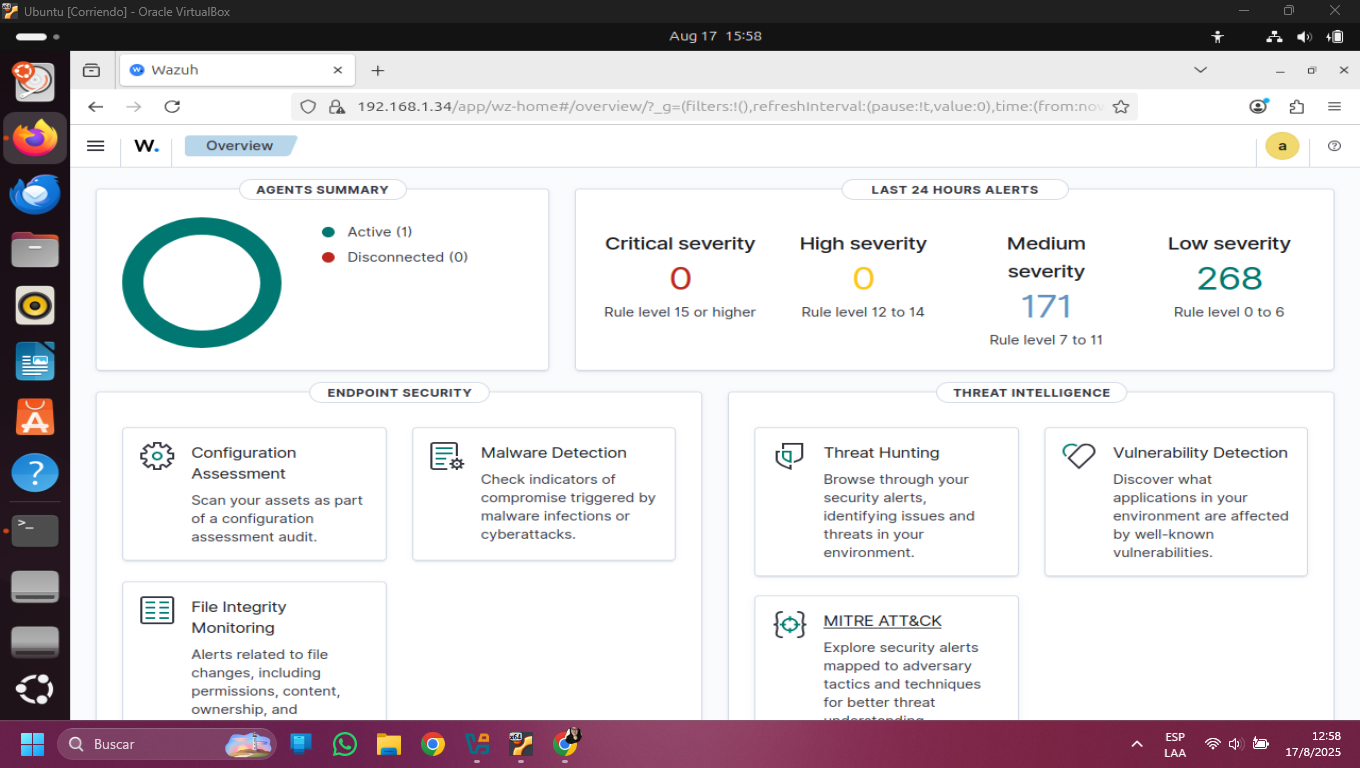 Ubuntu [Corriendo] - Oracle VirtualBox
Aug 17 15:58
Wazuh
192.168.1.34/app/wz-home#/overview/?_g=(filters:!(),refreshInterval:(pause:!t,value:0),time:(from:now
W.
Overview
a
AGENTS SUMMARY
Active (1)
Disconnected (0)
LAST 24 HOURS ALERTS
Critical severity
0
Rule level 15 or higher
High severity
0
Rule level 12 to 14
Medium
severity
171
Rule level 7 to 11
Low severity
268
Rule level 0 to 6
ENDPOINT SECURITY
Configuration
Assessment
Scan your assets as part
of a configuration
assessment audit.
Malware Detection
Check indicators of
compromise triggered by
malware infections or
cyberattacks.
File Integrity
Monitoring
Alerts related to file
changes, including
permissions, content,
ownership, and
THREAT INTELLIGENCE
Threat Hunting
Browse through your
security alerts,
identifying issues and
threats in your
environment.
Vulnerability Detection
Discover what
applications in your
environment are affected
by well-known
vulnerabilities.
MITRE ATT&CK
Explore security alerts
mapped to adversary
tactics and techniques
for better threat
understanding.
Buscar
ESP
LAA
12:58
17/8/2025